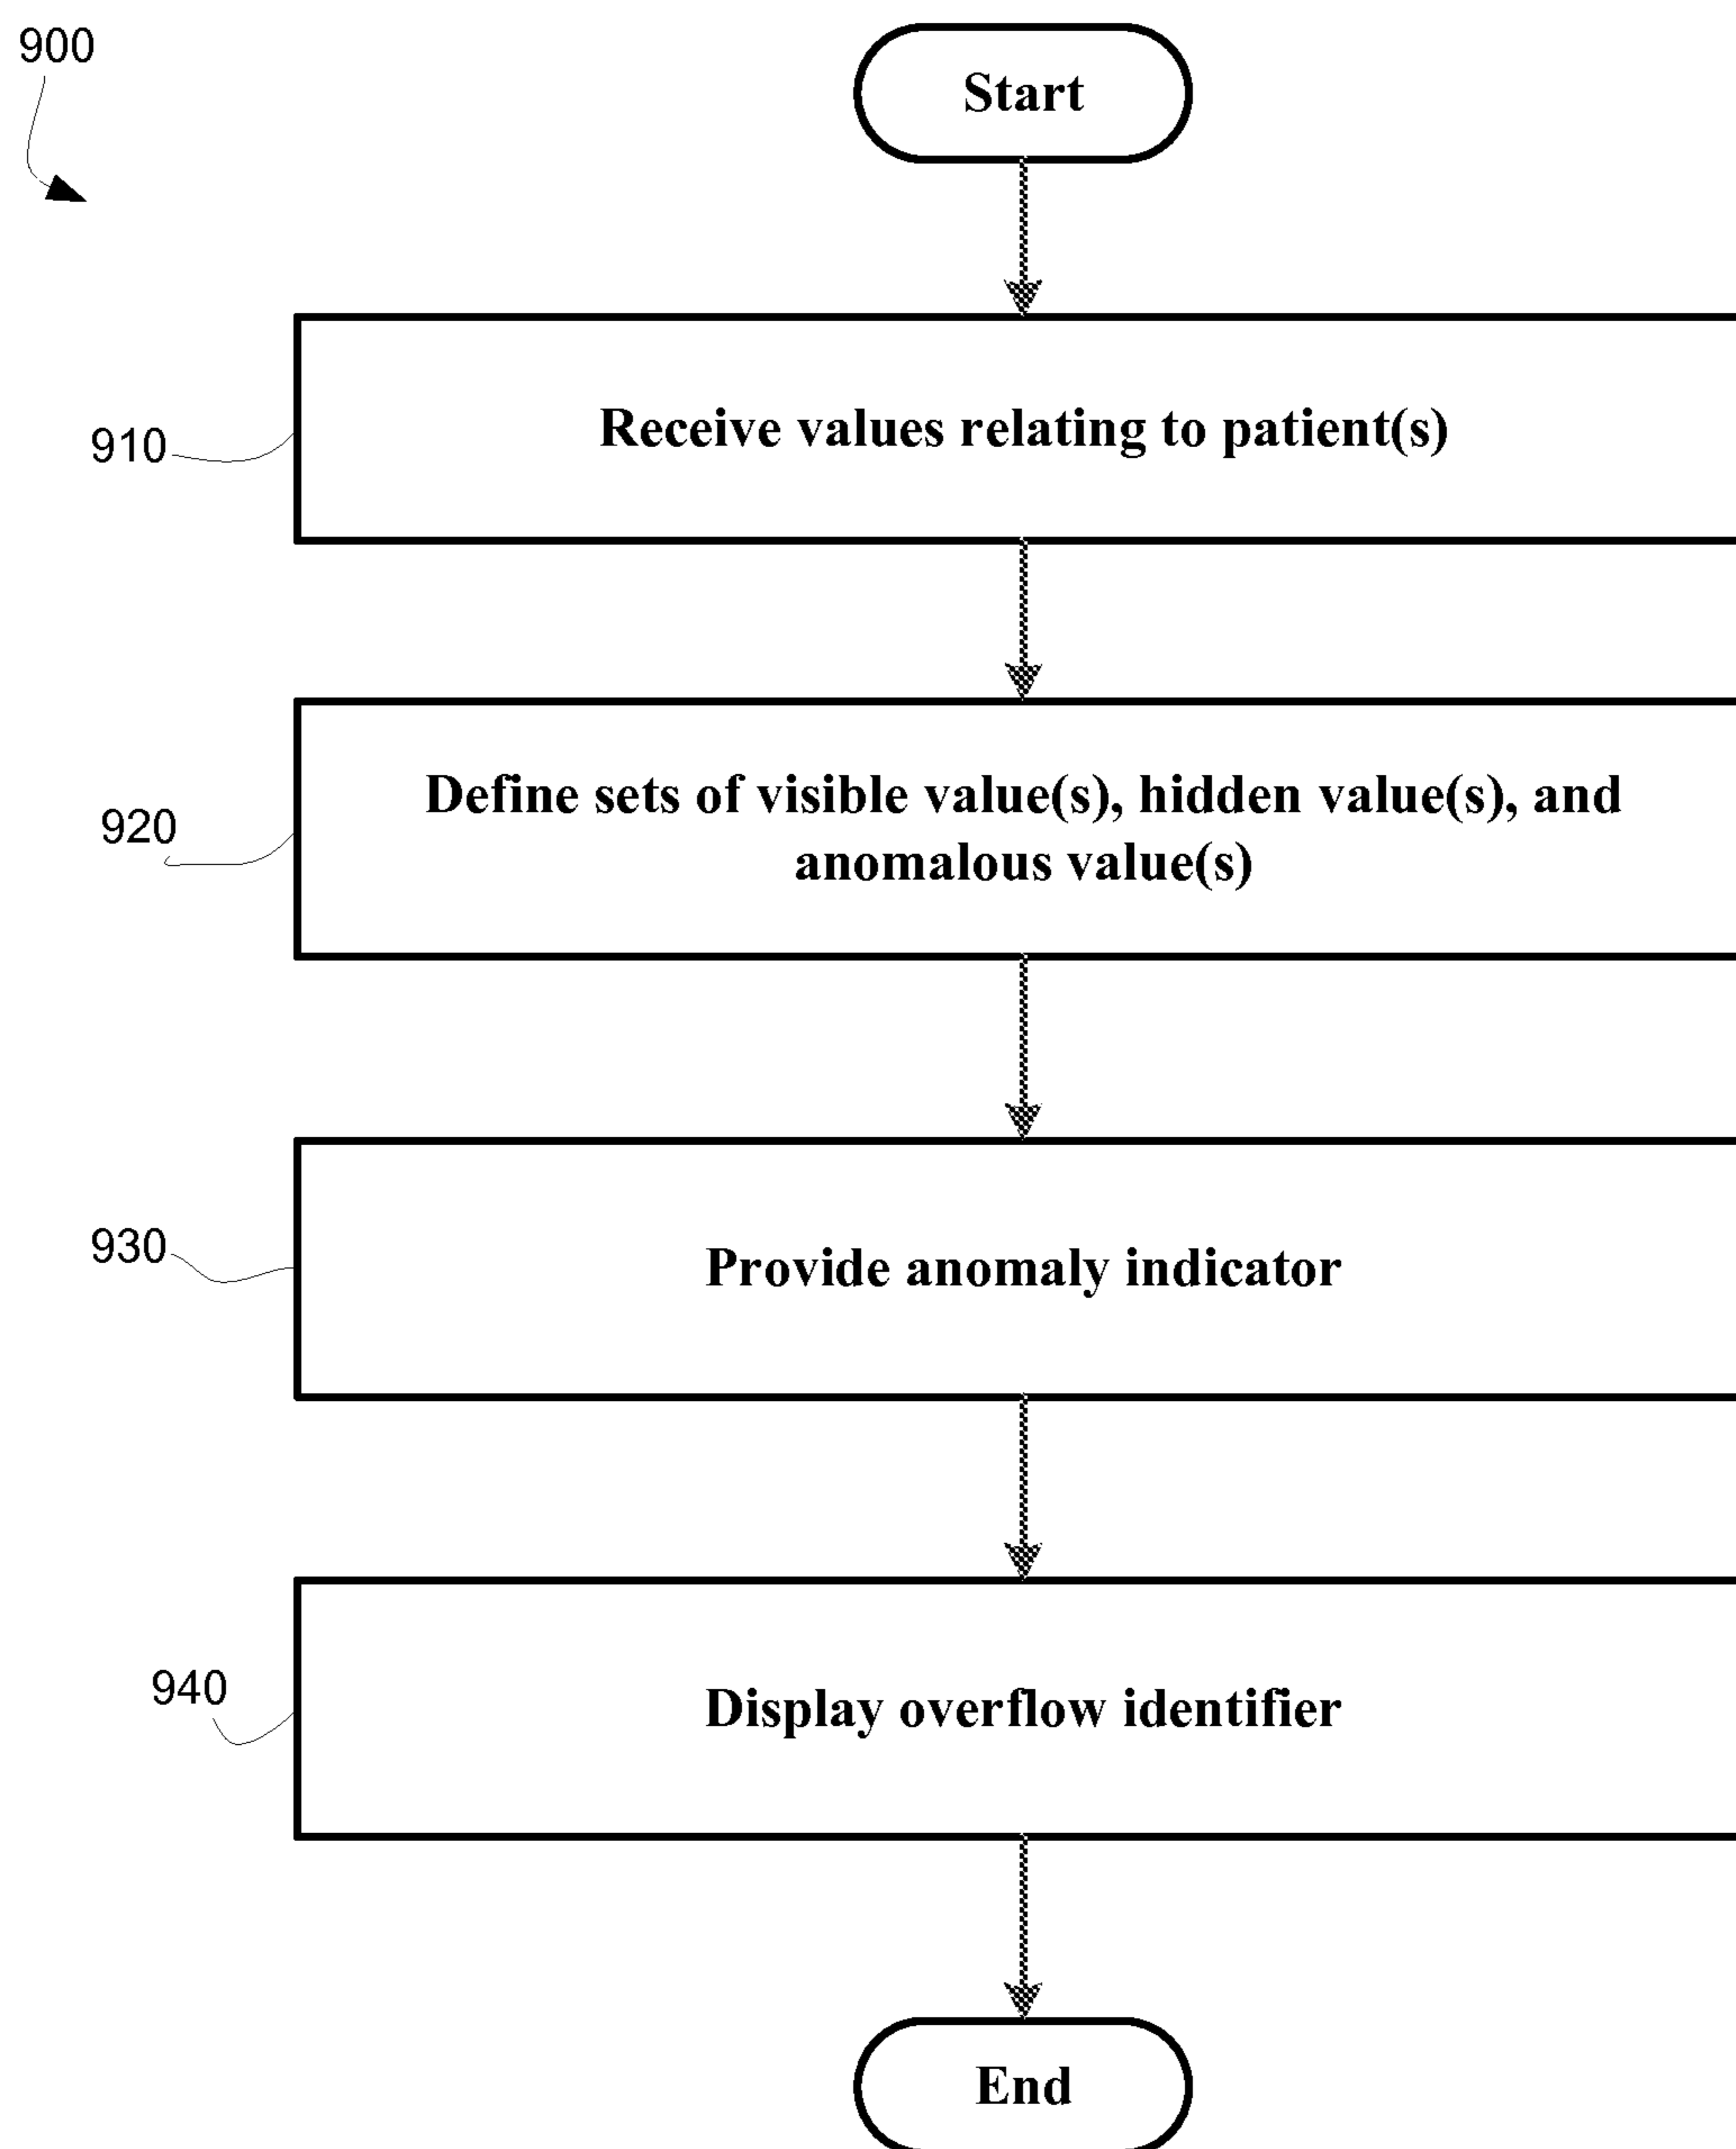 900
Start
Receive values relating to patient(s)
910
Define sets of visible value(s), hidden value(s), and
anomalous value(s)
920
Provide anomaly indicator
930
Display overflow identifier
940
End